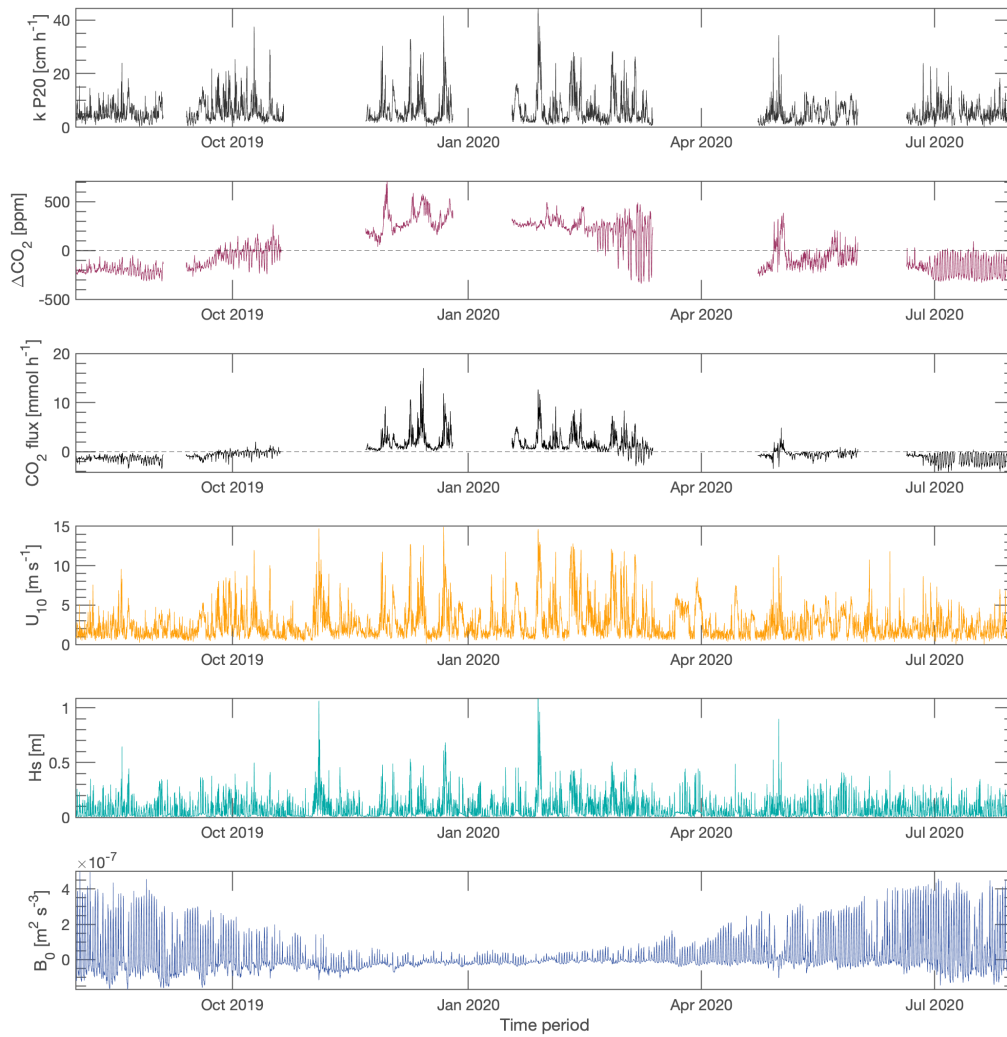 k P20 [cm h⁻¹]
40
20
0
Oct 2019
Jan 2020
Apr 2020
Jul 2020
ΔCO₂ [ppm]
500
0
-500
Oct 2019
Jan 2020
Apr 2020
Jul 2020
CO₂ flux [mmol h⁻¹]
20
10
0
Oct 2019
Jan 2020
Apr 2020
Jul 2020
U₁₀ [m s⁻¹]
15
10
5
0
Oct 2019
Jan 2020
Apr 2020
Jul 2020
Hs [m]
1
0.5
0
Oct 2019
Jan 2020
Apr 2020
Jul 2020
×10⁻⁷
B₀ [m² s⁻³]
4
2
0
Oct 2019
Jan 2020
Apr 2020
Jul 2020
Time period